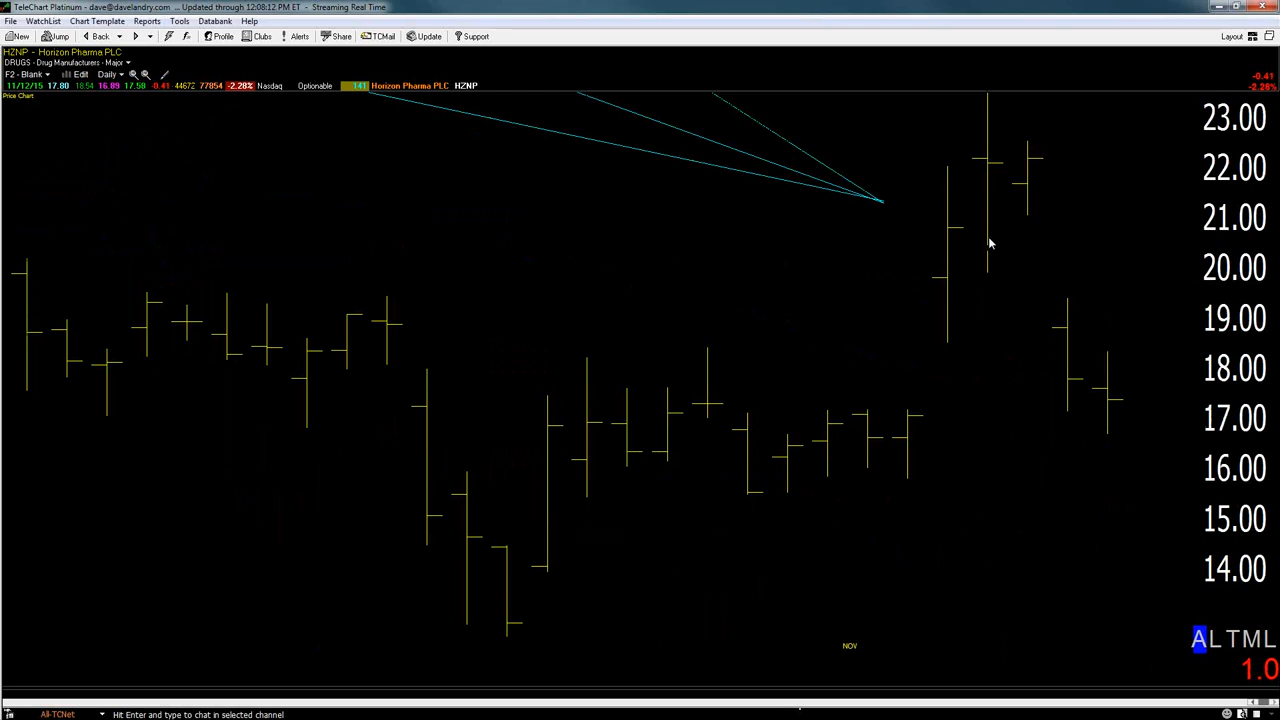 TeleChart Platinum - dave@davelandry.com ... Updated through 12:08:12 PM ET - Streaming Real Time
File WatchList Chart Template Reports Tools Databank Help
New Jump Back Play Profile Clubs Alerts Share TCMail Update Support Layout
HZNP - Horizon Pharma PLC
DRUGS - Drug Manufacturers - Major
F2 - Blank Edit Daily
11/12/15 17.80 18.54 16.89 17.58 -0.41 44672 77854 -2.28% Nasdaq Optionable 141 Horizon Pharma PLC HZNP
-0.41
-2.28%
Price Chart
23.00
22.00
21.00
20.00
19.00
18.00
17.00
16.00
15.00
14.00
NOV
ALTML
1.0
All-TCNet Hit Enter and type to chat in selected channel